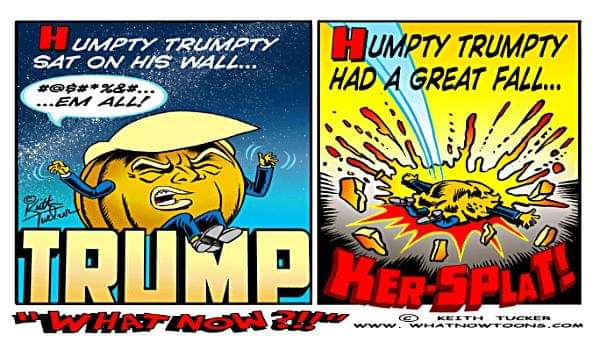 HUMPTY TRUMPTY
SAT ON HIS WALL...
#@$#*%&#...
...EM ALL!
© Keith
Tucker
TRUMP
HUMPTY TRUMPTY
HAD A GREAT FALL...
KER-SPLAT!
"WHAT NOW?!!"
© KEITH TUCKER
WWW.WHATNOWTOONS.COM